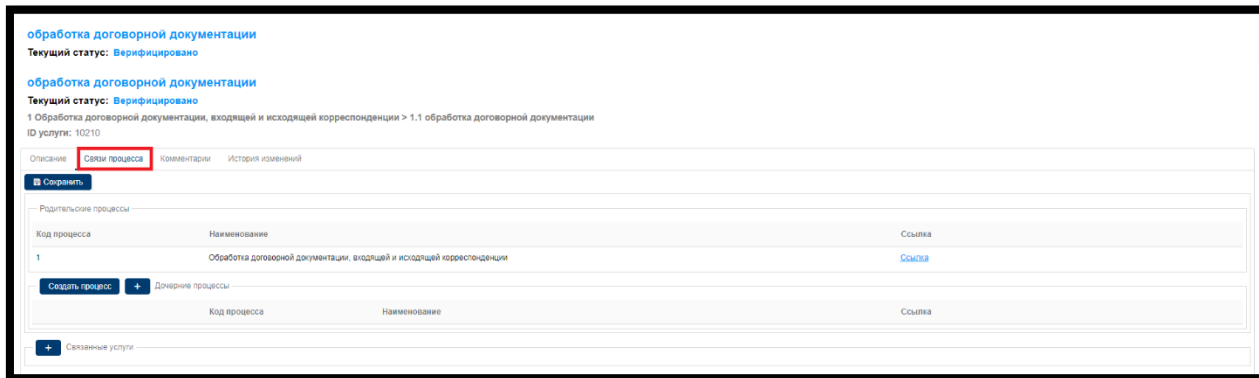 обработка договорной документации
Текущий статус: Верифицировано
обработка договорной документации
Текущий статус: Верифицировано
1 Обработка договорной документации, входящей и исходящей корреспонденции > 1.1 обработка договорной документации
ID услуги: 10210
Описание Связи процесса Комментарии История изменений
Сохранить
Родительские процессы
Код процесса Наименование Ссылка
1 Обработка договорной документации, входящей и исходящей корреспонденции Ссылка
Создать процесс + Дочерние процессы
Код процесса Наименование Ссылка
+ Связанные услуги